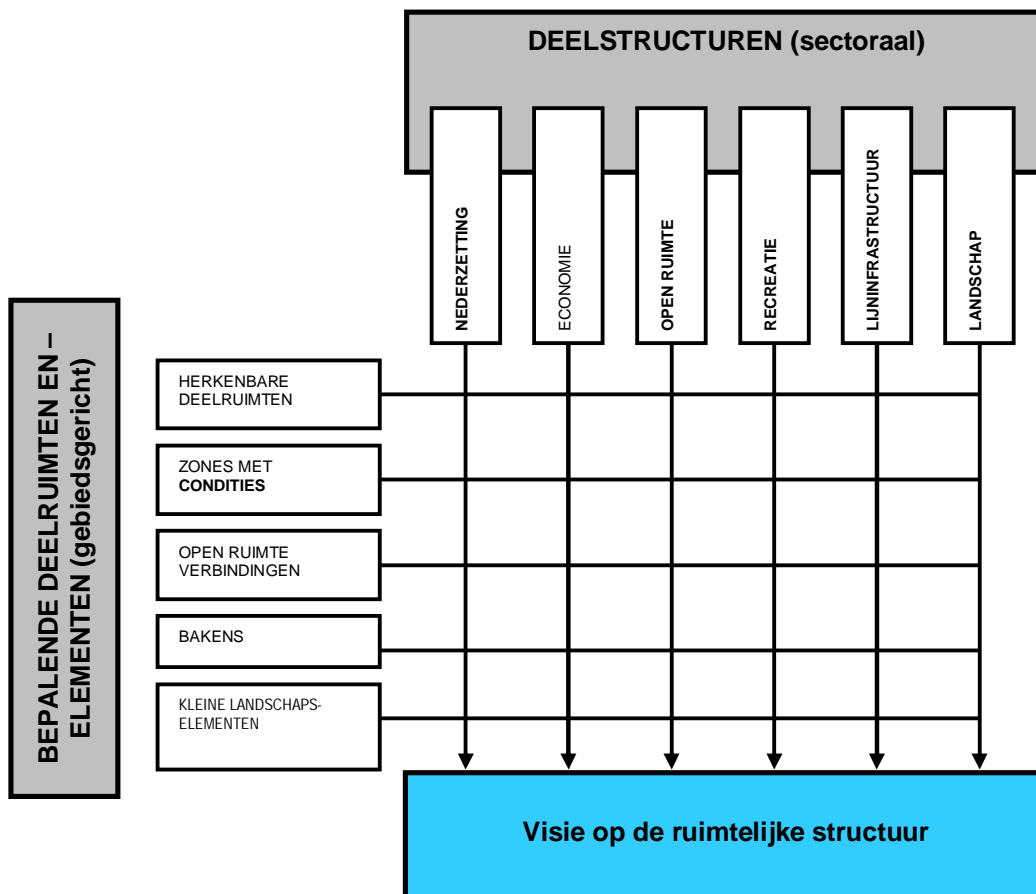 DEELSTRUCTUREN (sectoraal)
NEDERZETTING
ECONOMIE
OPEN RUIMTE
RECREATIE
LIJNINFRASTRUCTUUR
LANDSCHAP
BEPALENDE DEELRUIMTEN EN –
ELEMENTEN (gebiedsgericht)
HERKENBARE
DEELRUIMTEN
ZONES MET
CONDITIES
OPEN RUIMTE
VERBINDINGEN
BAKENS
KLEINE LANDSCHAPS-
ELEMENTEN
Visie op de ruimtelijke structuur